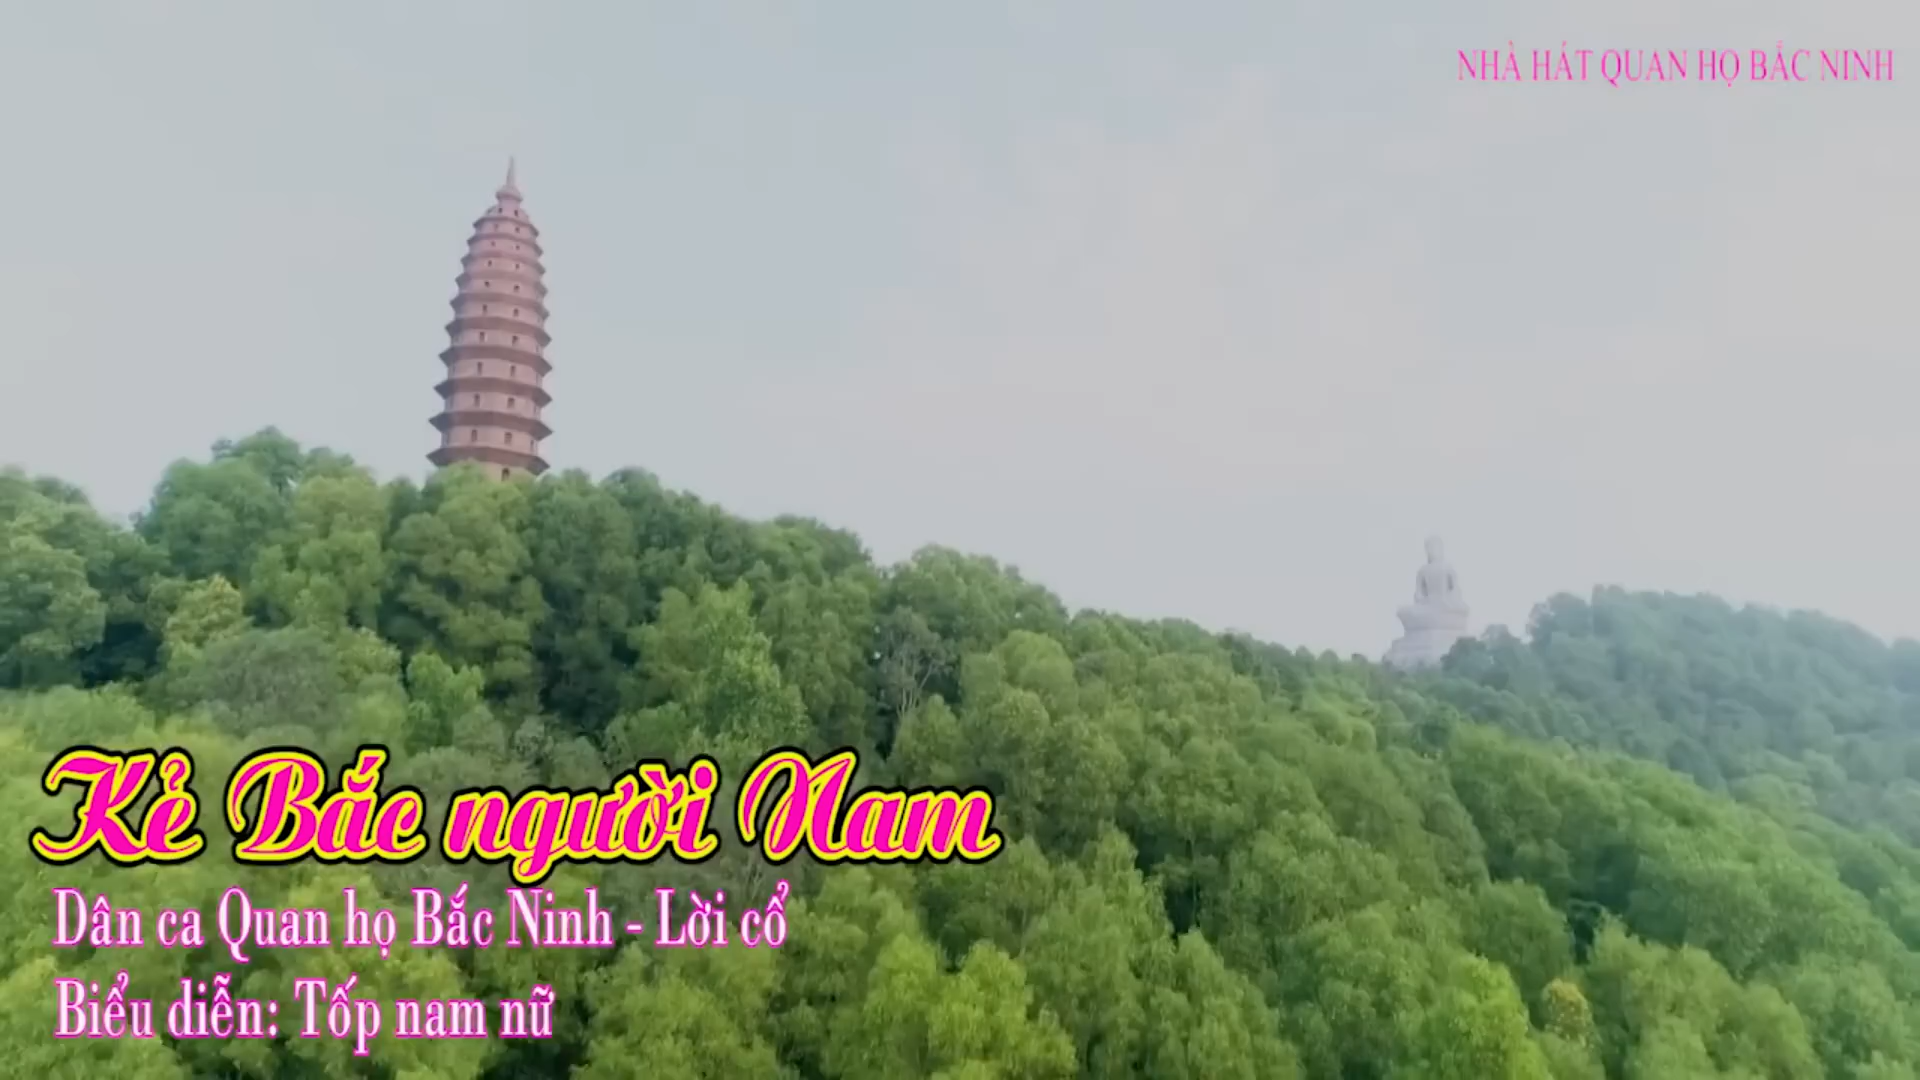 NHÀ HÁT QUAN HỌ BẮC NINH
Kẻ Bắc người Nam
Dân ca Quan họ Bắc Ninh - Lời cổ
Biểu diễn: Tốp nam nữ